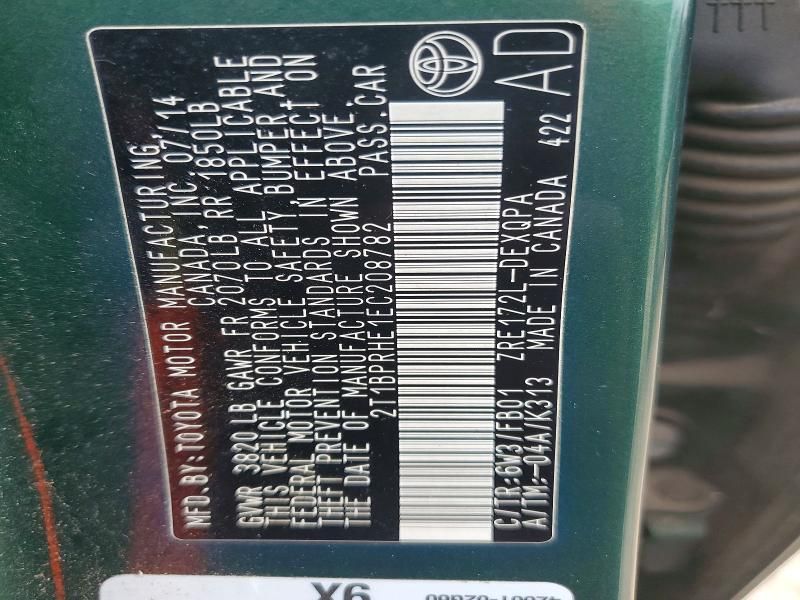 MFD.BY:TOYOTA MOTOR MANUFACTURING,
CANADA, INC. 07/14
GVWR 3820LB GAWR FR 2070LB RR 1850LB
THIS VEHICLE CONFORMS TO ALL APPLICABLE
FEDERAL MOTOR VEHICLE SAFETY, BUMPER, AND
THEFT PREVENTION STANDARDS IN EFFECT ON
THE DATE OF MANUFACTURE SHOWN ABOVE.
2T1BPRHE1EC208782 PASS.CAR
C/TR:6W3/FB01 ZRE172L-DEXQPA AD
A/TM:-04A/K313 MADE IN CANADA 422
X6